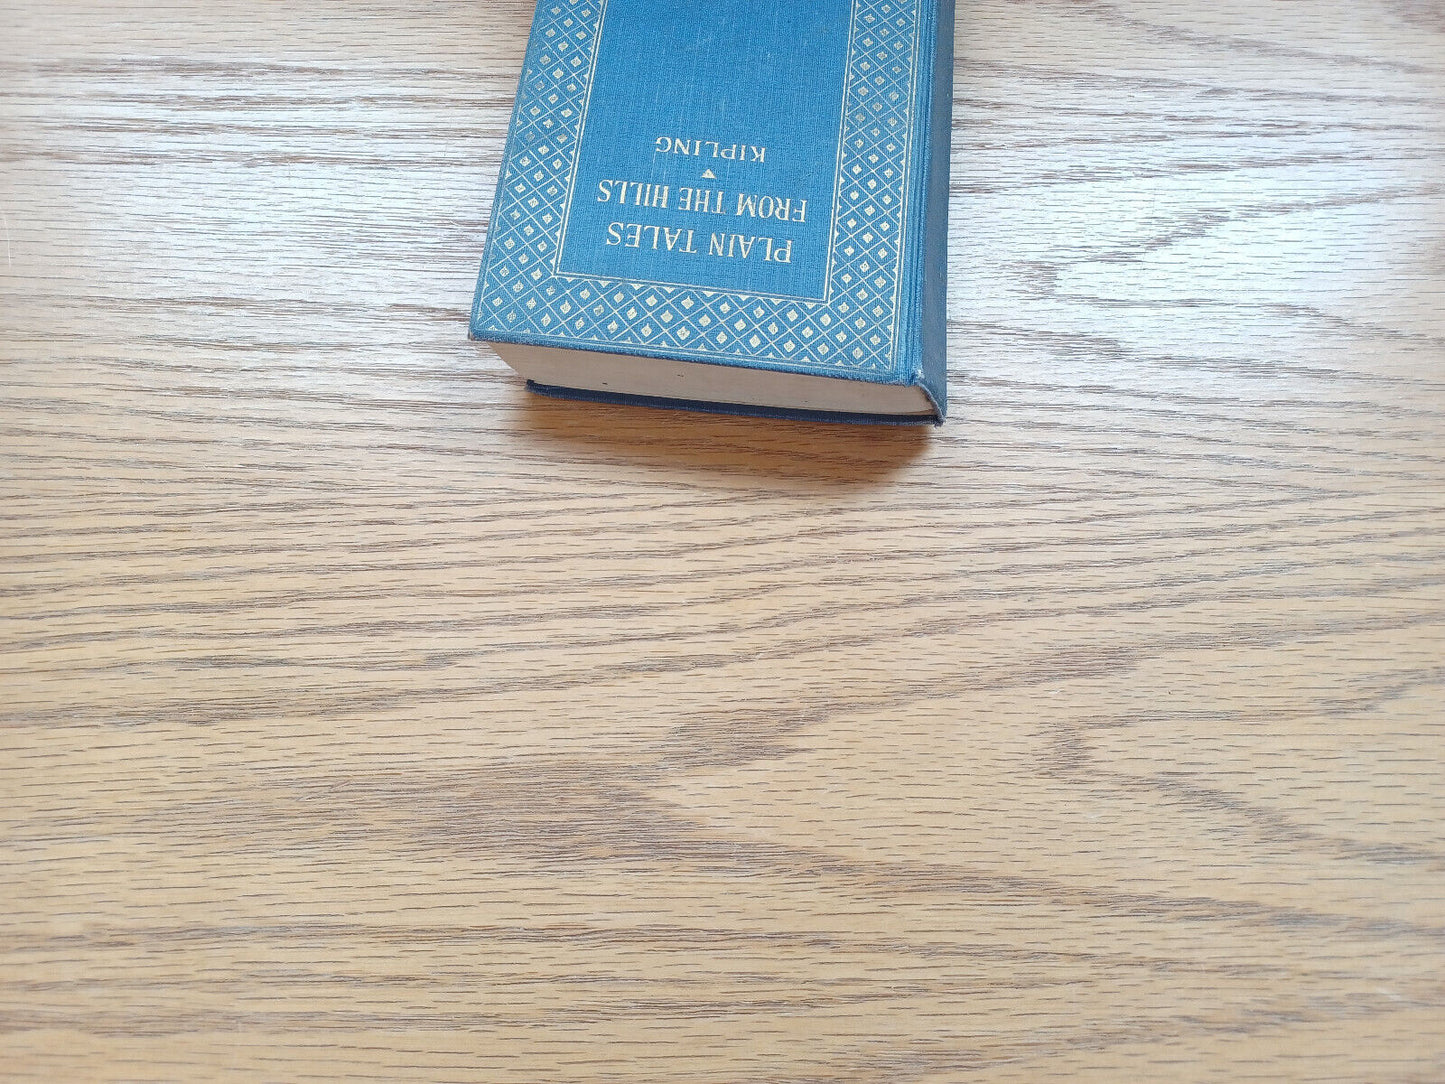 PLAIN TALES
FROM THE HILLS
KIPLING